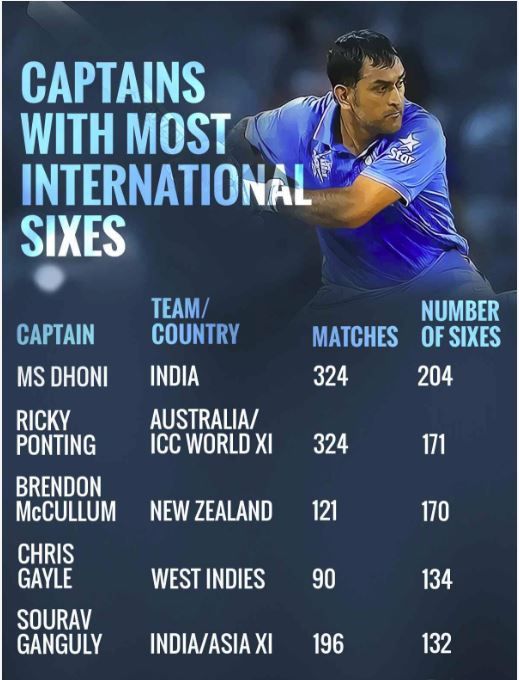 CAPTAINS
WITH MOST
INTERNATIONAL
SIXES
Star
CAPTAIN TEAM/ COUNTRY MATCHES NUMBER OF SIXES
MS DHONI INDIA 324 204
RICKY PONTING AUSTRALIA/ ICC WORLD XI 324 171
BRENDON McCULLUM NEW ZEALAND 121 170
CHRIS GAYLE WEST INDIES 90 134
SOURAV GANGULY INDIA/ASIA XI 196 132